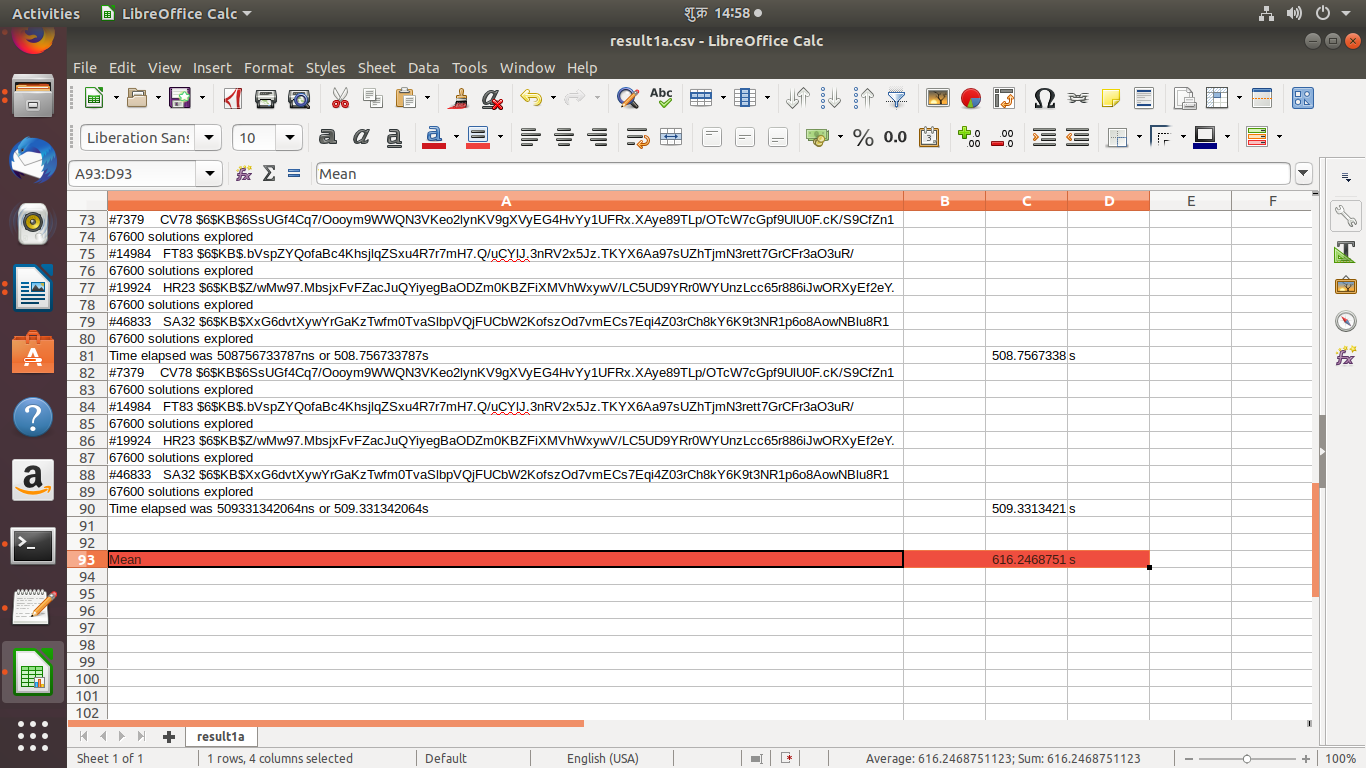 Activities LibreOffice Calc शुक्र 14:58
result1a.csv - LibreOffice Calc
File Edit View Insert Format Styles Sheet Data Tools Window Help
Liberation Sans 10
A93:D93 Mean
A B C D E F
73 #7379 CV78 $6$KB$6SsUGf4Cq7/Oooym9WWQN3VKeo2lynKV9gXVyEG4HvYy1UFRx.XAye89TLp/OTcW7cGpf9UlU0F.cK/S9CfZn1
74 67600 solutions explored
75 #14984 FT83 $6$KB$.bVspZYQofaBc4KhsjlqZSxu4R7r7mH7.Q/uCYlJ.3nRV2x5Jz.TKYX6Aa97sUZhTjmN3rett7GrCFr3aO3uR/
76 67600 solutions explored
77 #19924 HR23 $6$KB$Z/wMw97.MbsjxFvFZacJuQYiyegBaODZm0KBZFiXMVhWxywV/LC5UD9YRr0WYUnzLcc65r886iJwORXyEf2eY.
78 67600 solutions explored
79 #46833 SA32 $6$KB$XxG6dvtXywYrGaKzTwfm0TvaSlbpVQjFUCbW2KofszOd7vmECs7Eqi4Z03rCh8kY6K9t3NR1p6o8AowNBlu8R1
80 67600 solutions explored
81 Time elapsed was 508756733787ns or 508.756733787s 508.7567338 s
82 #7379 CV78 $6$KB$6SsUGf4Cq7/Oooym9WWQN3VKeo2lynKV9gXVyEG4HvYy1UFRx.XAye89TLp/OTcW7cGpf9UlU0F.cK/S9CfZn1
83 67600 solutions explored
84 #14984 FT83 $6$KB$.bVspZYQofaBc4KhsjlqZSxu4R7r7mH7.Q/uCYlJ.3nRV2x5Jz.TKYX6Aa97sUZhTjmN3rett7GrCFr3aO3uR/
85 67600 solutions explored
86 #19924 HR23 $6$KB$Z/wMw97.MbsjxFvFZacJuQYiyegBaODZm0KBZFiXMVhWxywV/LC5UD9YRr0WYUnzLcc65r886iJwORXyEf2eY.
87 67600 solutions explored
88 #46833 SA32 $6$KB$XxG6dvtXywYrGaKzTwfm0TvaSlbpVQjFUCbW2KofszOd7vmECs7Eqi4Z03rCh8kY6K9t3NR1p6o8AowNBlu8R1
89 67600 solutions explored
90 Time elapsed was 509331342064ns or 509.331342064s 509.3313421 s
91
92
93 Mean 616.2468751 s
94
95
96
97
98
99
100
101
102
result1a
Sheet 1 of 1 1 rows, 4 columns selected Default English (USA) Average: 616.2468751123; Sum: 616.2468751123 100%